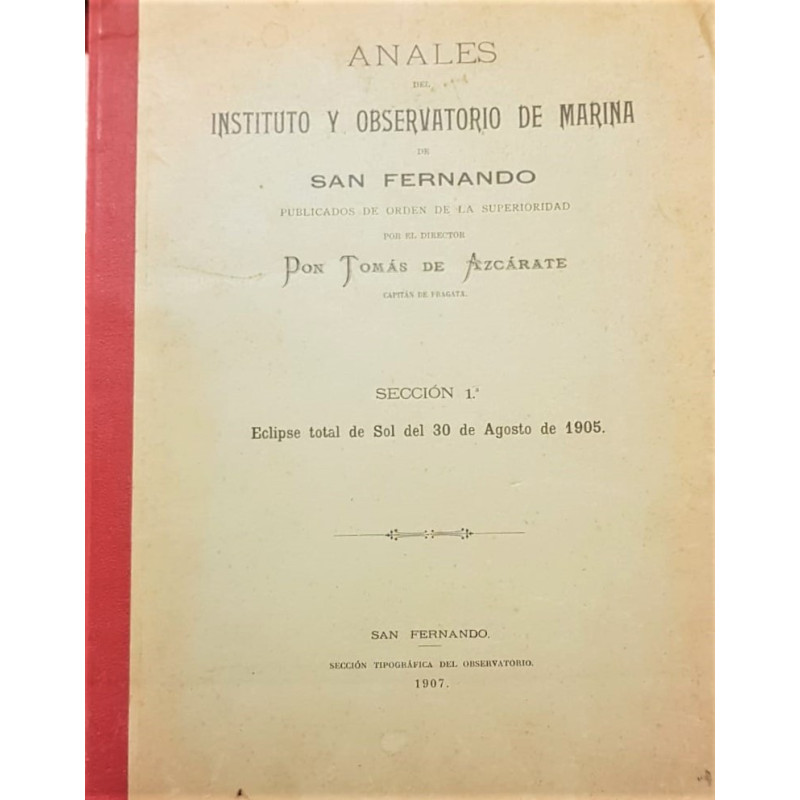 ANALES
DEL
INSTITUTO Y OBSERVATORIO DE MARINA
DE
SAN FERNANDO
PUBLICADOS DE ORDEN DE LA SUPERIORIDAD
POR EL DIRECTOR
DON TOMÁS DE AZCÁRATE
CAPITÁN DE FRAGATA.
SECCIÓN 1.ª
Eclipse total de Sol del 30 de Agosto de 1905.
SAN FERNANDO.
SECCIÓN TIPOGRÁFICA DEL OBSERVATORIO.
1907.